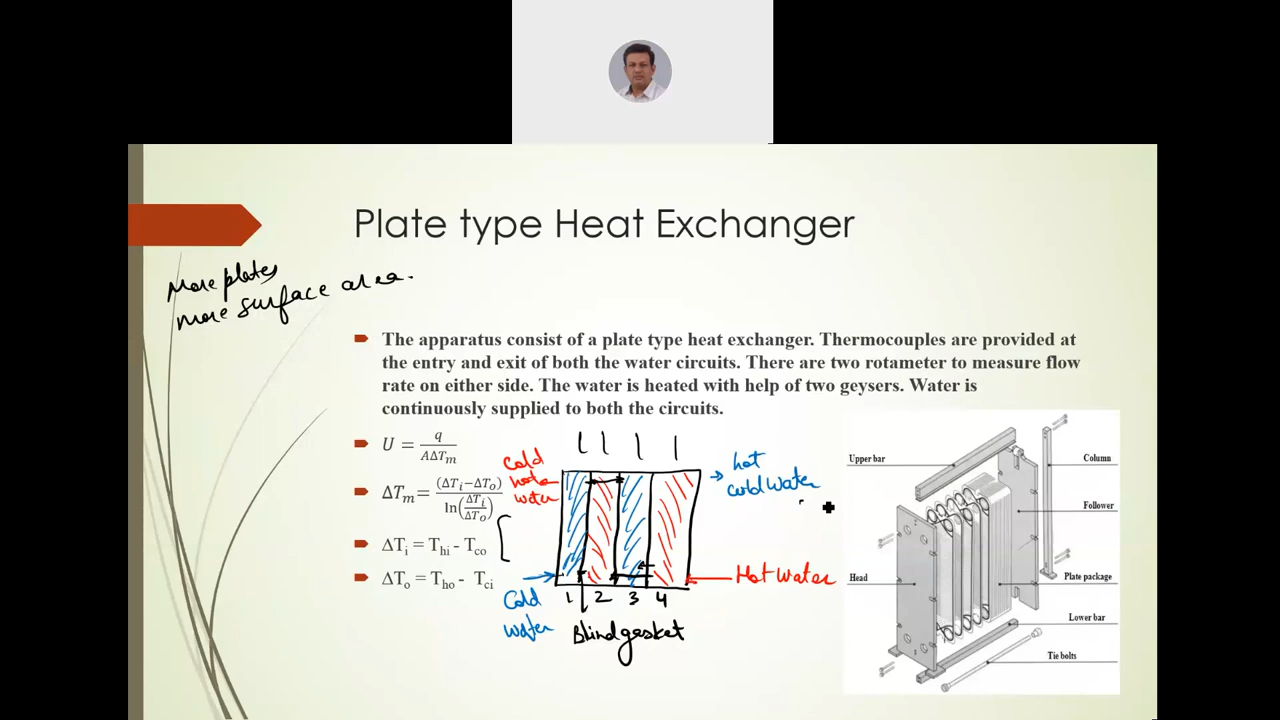 Plate type Heat Exchanger
More plates
more surface area.
The apparatus consist of a plate type heat exchanger. Thermocouples are provided at
the entry and exit of both the water circuits. There are two rotameter to measure flow
rate on either side. The water is heated with help of two geysers. Water is
continuously supplied to both the circuits.
U = q / AΔTm
ΔTm= (ΔTi−ΔTo) / ln(ΔTi/ΔTo)
ΔTi = Thi - Tco
ΔTo = Tho - Tci
cold
water
hot
cold water
Hot water
Cold
water
1 2 3 4
Blind gasket
Upper bar
Column
Follower
Head
Plate package
Lower bar
Tie bolts